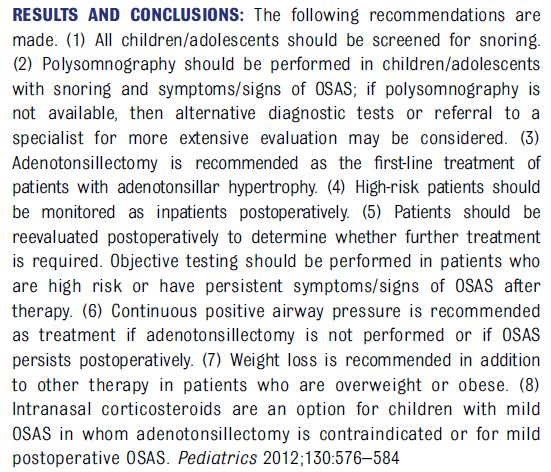 RESULTS AND CONCLUSIONS: The following recommendations are
made. (1) All children/adolescents should be screened for snoring.
(2) Polysomnography should be performed in children/adolescents
with snoring and symptoms/signs of OSAS; if polysomnography is
not available, then alternative diagnostic tests or referral to a
specialist for more extensive evaluation may be considered. (3)
Adenotonsillectomy is recommended as the first-line treatment of
patients with adenotonsillar hypertrophy. (4) High-risk patients should
be monitored as inpatients postoperatively. (5) Patients should be
reevaluated postoperatively to determine whether further treatment
is required. Objective testing should be performed in patients who
are high risk or have persistent symptoms/signs of OSAS after
therapy. (6) Continuous positive airway pressure is recommended
as treatment if adenotonsillectomy is not performed or if OSAS
persists postoperatively. (7) Weight loss is recommended in addition
to other therapy in patients who are overweight or obese. (8)
Intranasal corticosteroids are an option for children with mild
OSAS in whom adenotonsillectomy is contraindicated or for mild
postoperative OSAS. Pediatrics 2012;130:576–584